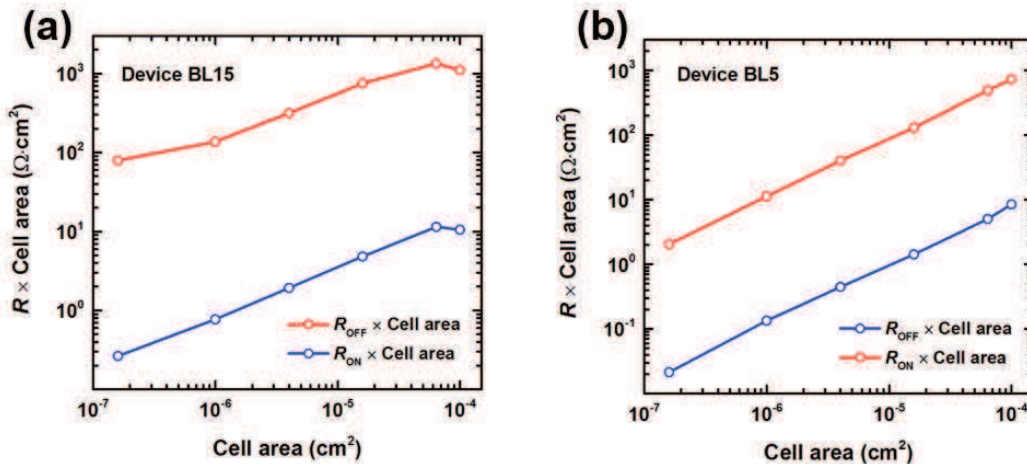 (a)
Device BL15
R × Cell area (Ω·cm²)
10³
10²
10¹
10⁰
R_OFF × Cell area
R_ON × Cell area
10⁻⁷
10⁻⁶
10⁻⁵
10⁻⁴
Cell area (cm²)
(b)
Device BL5
R × Cell area (Ω·cm²)
10³
10²
10¹
10⁰
10⁻¹
R_OFF × Cell area
R_ON × Cell area
10⁻⁷
10⁻⁶
10⁻⁵
10⁻⁴
Cell area (cm²)